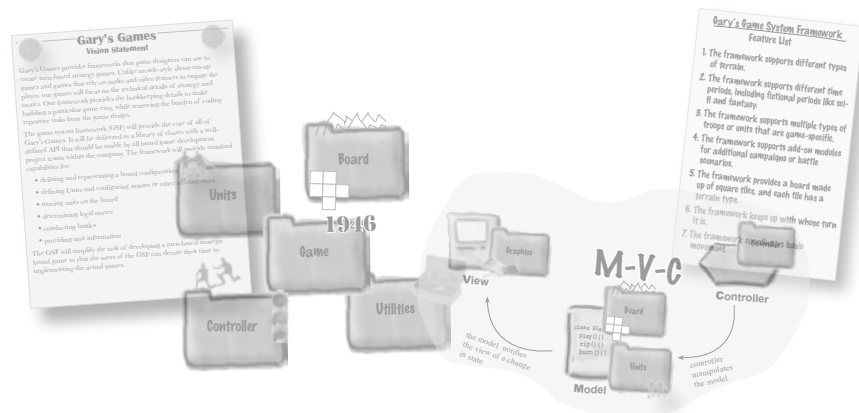 Gary's Games
Vision Statement
Gary's Games provides frameworks that game designers can use to
create turn-based strategy games. Unlike arcade-style shoot-'em-up
games and games that rely on audio and video features to engage the
player, our games will focus on the technical details of strategy and
tactics. Our framework provides the bookkeeping details to make
building a particular game easy, while removing the burden of coding
repetitive tasks from the game design.
The game system framework (GSF) will provide the core of all of
Gary's Games. It will be delivered as a library of classes with a well-
defined API that should be usable by all board game development
project teams within the company. The framework will provide standard
capabilities for:
• defining and representing a board configuration
• defining Units and configuring armies or other
• moving units on the board
• determining legal moves
• conducting battles
• providing unit information
The GSF will simplify the task of developing a turn-based strategic
board game so that the users of the GSF can devote their time to
implementing the actual games.
Units
Board
1946
Game
Controller
Utilities
Gary's Game System Framework
Feature List
1. The framework supports different types
of terrain.
2. The framework supports different time
periods, including fictional periods like sci-
fi and fantasy.
3. The framework supports multiple types of
troops or units that are game-specific.
4. The framework supports add-on modules
for additional campaigns or battle
scenarios.
5. The framework provides a board made
up of square tiles, and each tile has a
terrain type.
6. The framework keeps up with whose turn
it is.
7. The framework coordinates basic
movement.
M-V-C
Graphics
View
Controller
Controller
Board
class
play(){}
rip(){}
burn(){}
}
Units
Model
the model notifies
the view of a change
in state
controller
manipulates
the model